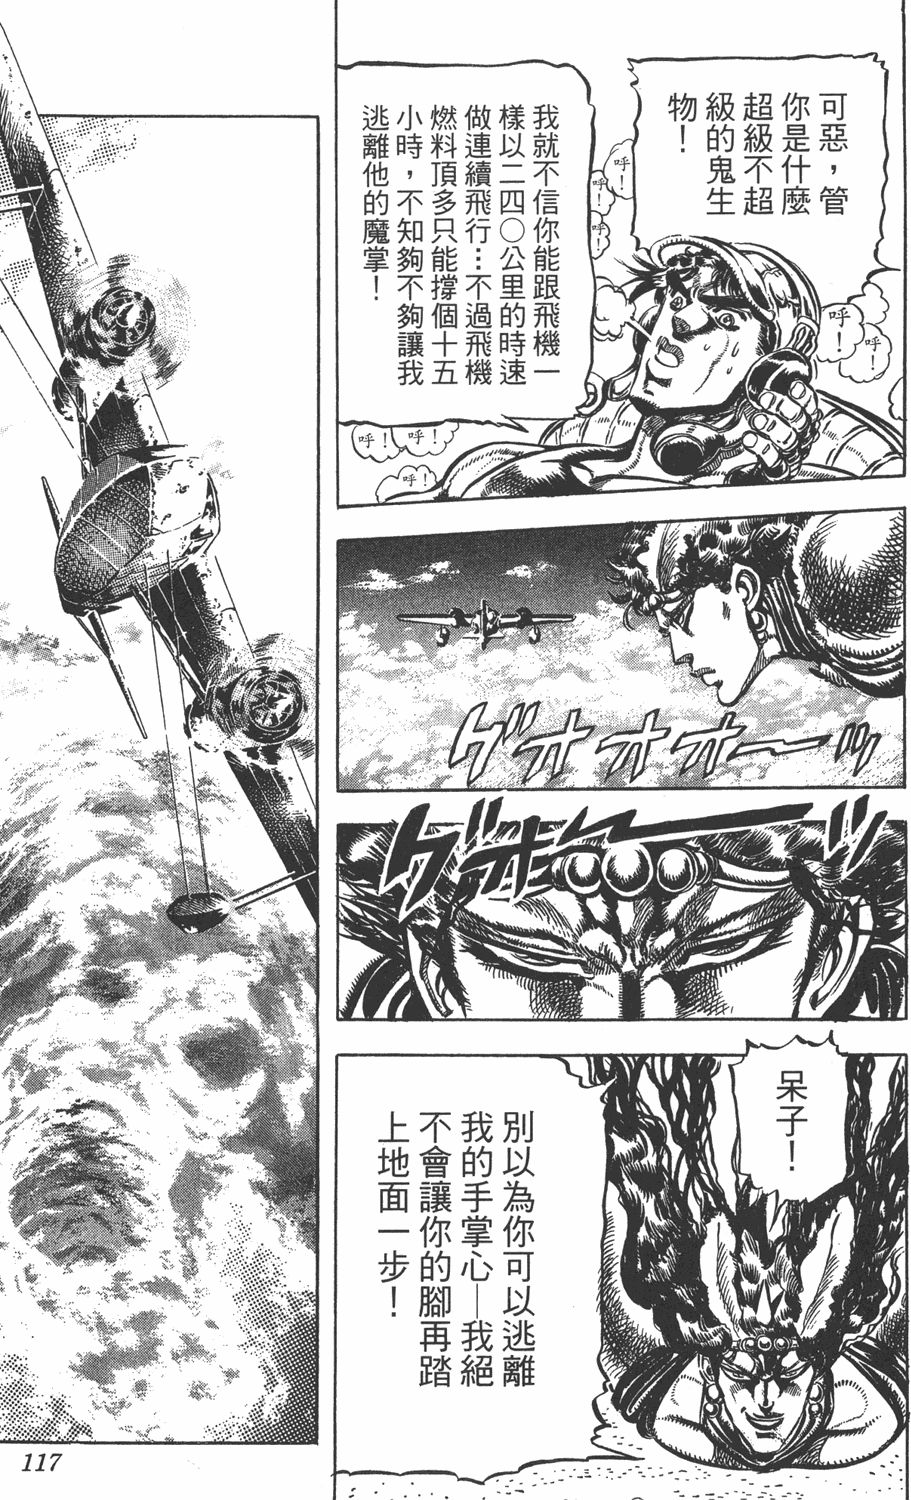 可惡，管
你是什麼
超級不超
級的鬼生
物！
我就不信你能跟飛機一
樣以二四〇公里的時速
做連續飛行…不過飛機
燃料頂多只能撐個十五
小時，不知夠不夠讓我
逃離他的魔掌！
呼！
呼！
呼！
呼！
呼！
呼！
呼！
呼！
グオオオーッ
グオーッ
呆子！
別以為你可以逃離
我的手掌心—我絕
不會讓你的腳再踏
上地面一步！
117